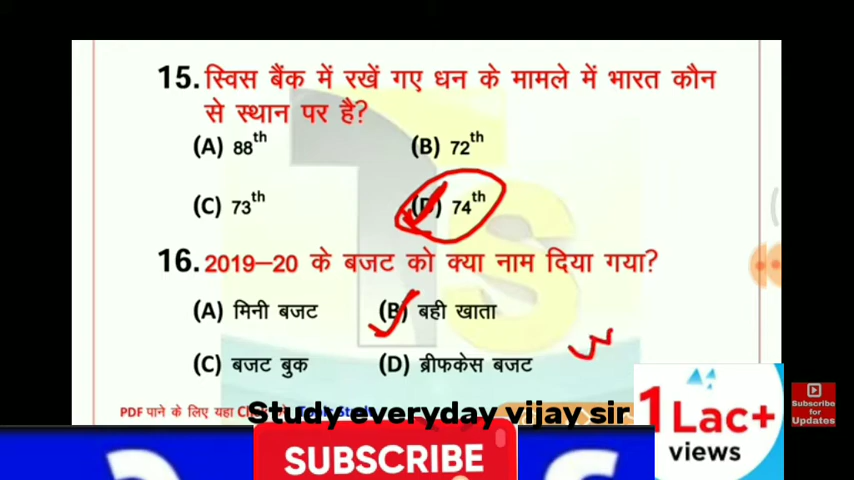 15. स्विस बैंक में रखें गए धन के मामले में भारत कौन
से स्थान पर है?
(A) 88th (B) 72th
(C) 73th (D) 74th
16. 2019–20 के बजट को क्या नाम दिया गया?
(A) मिनी बजट (B) बही खाता
(C) बजट बुक (D) ब्रीफकेस बजट
PDF पाने के लिए यहा
Study everyday vijay sir
1Lac+
views
Subscribe
for
Updates
SUBSCRIBE